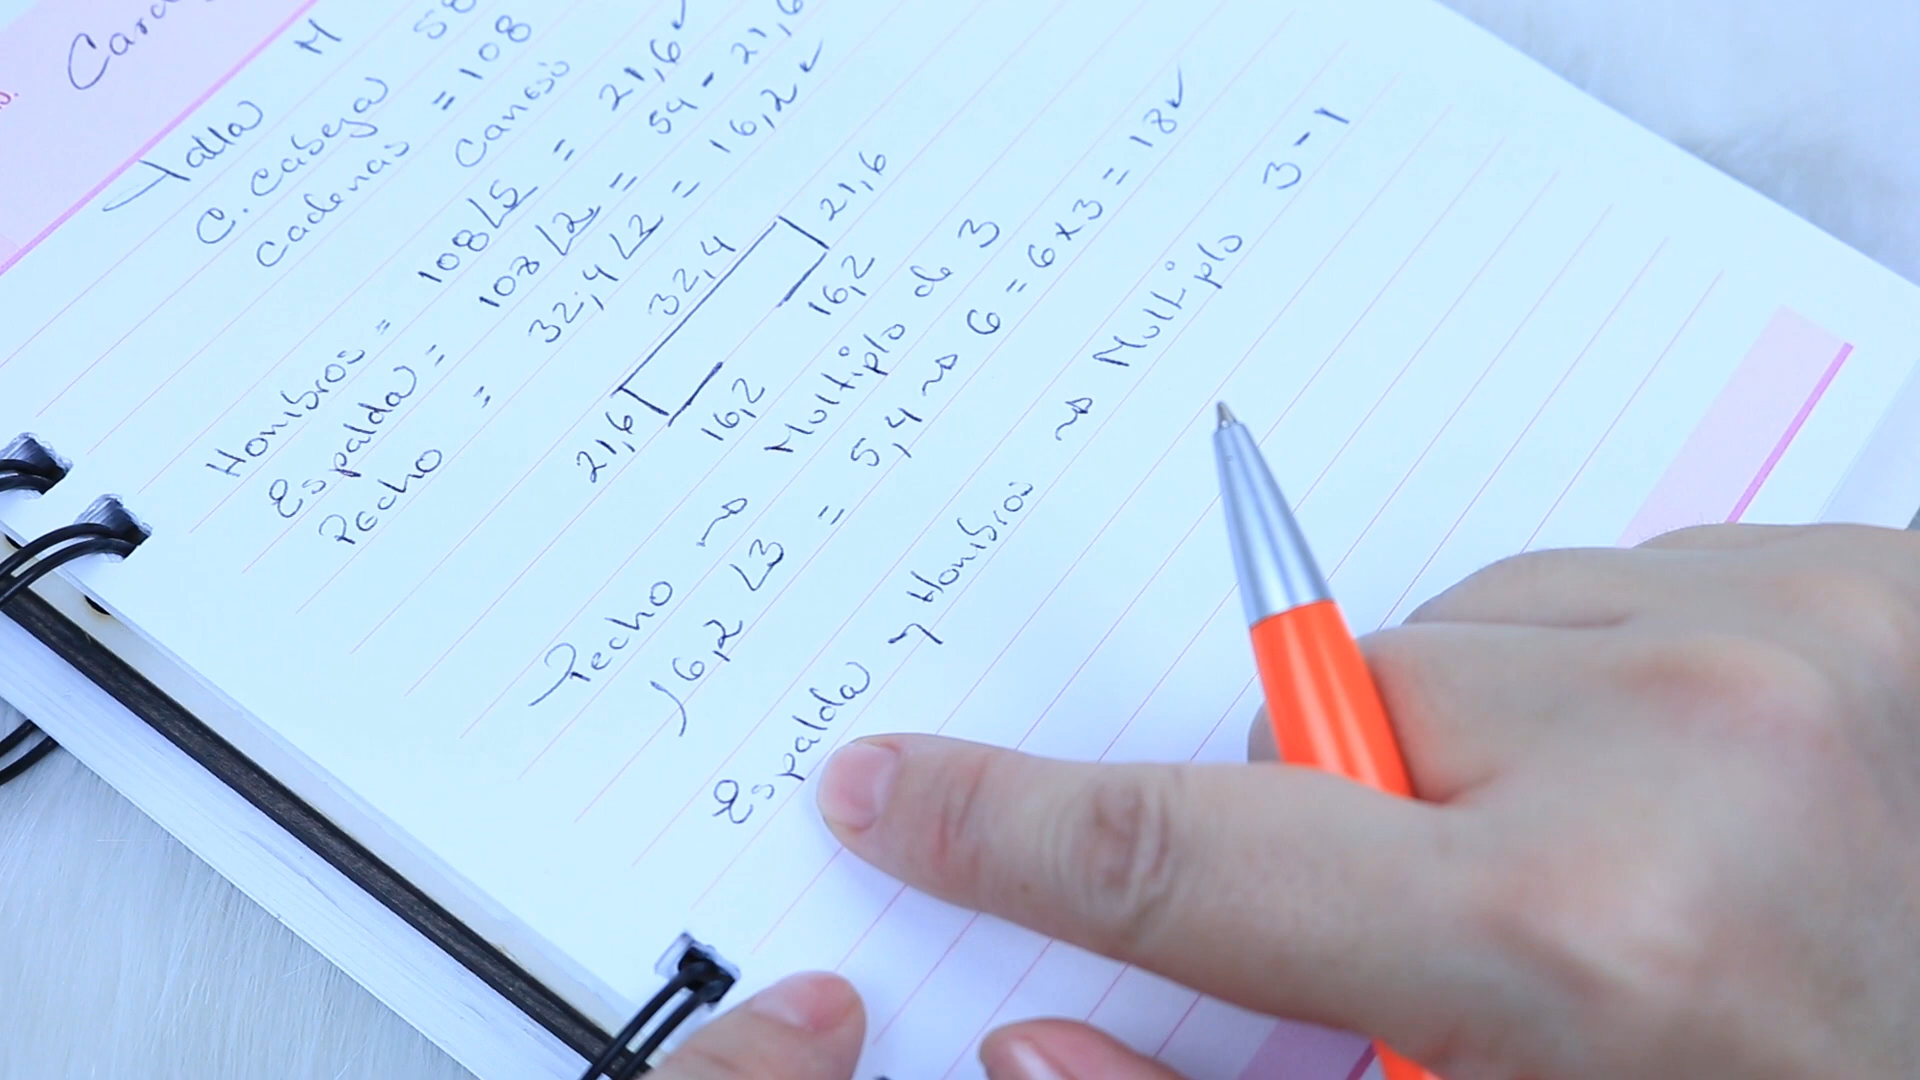 Talla M
C. Cabeza 58
Cadenas = 108
Canesú
Hombros = 108 ∠5 = 21,6 ✓
Espalda = 108 ∠2 = 54 - 21,6
Pecho = 32,4 ∠2 = 16,2 ✓
32,4
21,6 21,6
16,2 16,2
Pecho ⇝ Multiplo de 3
16,2 ∠3 = 5,4 ⇝ 6 = 6x3 = 18 ✓
Espalda y Hombros ⇝ Multiplo 3-1